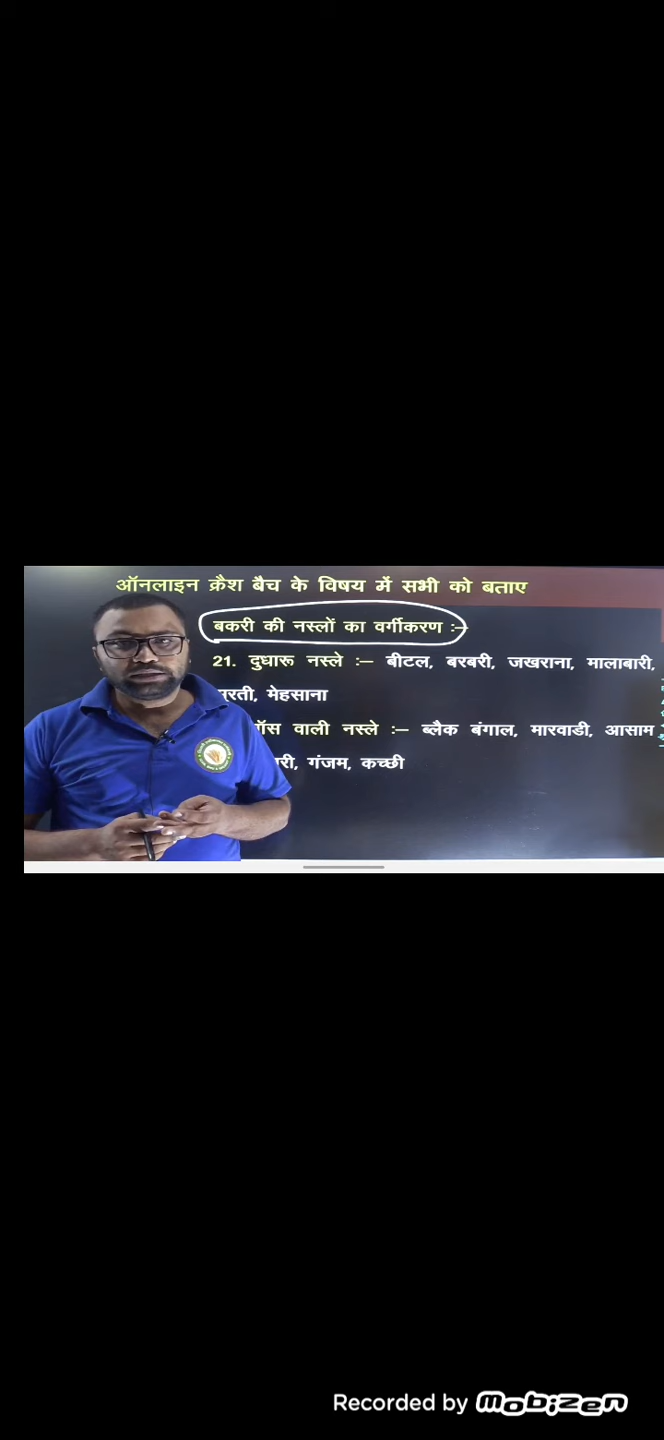 ऑनलाइन क्रैश बैच के विषय में सभी को बताए
बकरी की नस्लों का वर्गीकरण :–
21. दुधारू नस्ले :– बीटल, बरबरी, जखराना, मालाबारी,
मेहसाना
वाली नस्ले :– ब्लैक बंगाल, मारवाडी, आसाम
गंजम, कच्छी
Recorded by mobizen